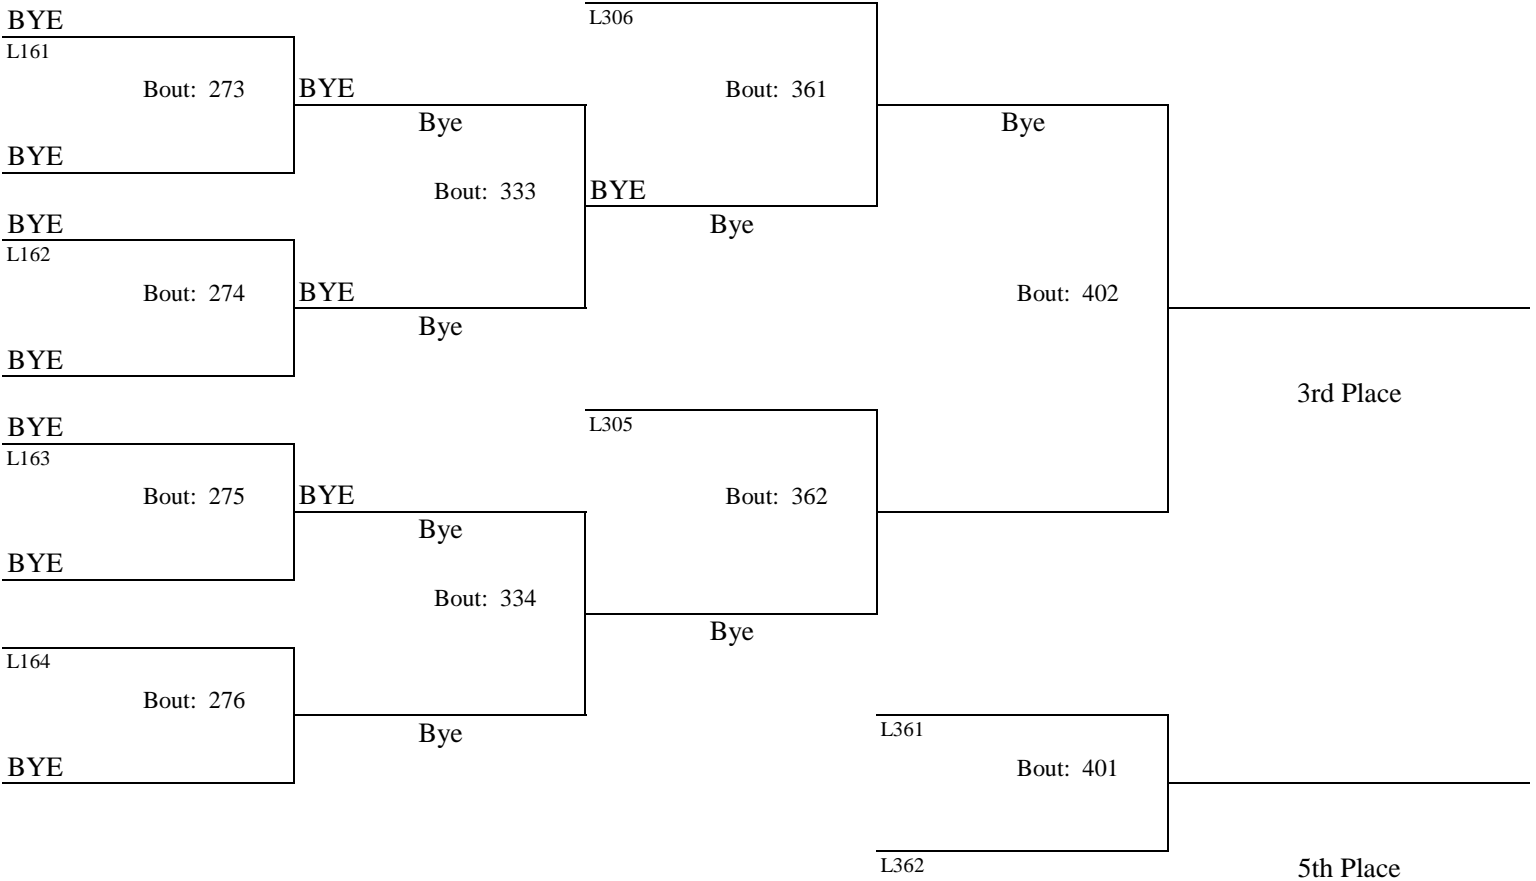 BYE
L161
Bout: 273
BYE
BYE
Bye
BYE
L162
Bout: 274
BYE
BYE
Bye
Bout: 333
BYE
Bye
L306
Bout: 361
Bye
BYE
L163
Bout: 275
BYE
BYE
Bye
L164
Bout: 276
BYE
Bye
Bout: 334
Bye
L305
Bout: 362
Bout: 402
3rd Place
L361
Bout: 401
L362
5th Place